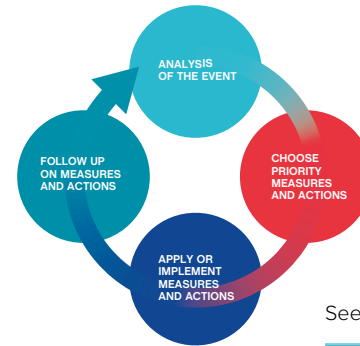 ANALYSIS
OF THE EVENT
CHOOSE
PRIORITY
MEASURES
AND ACTIONS
APPLY OR
IMPLEMENT
MEASURES
AND ACTIONS
FOLLOW UP
ON MEASURES
AND ACTIONS
See